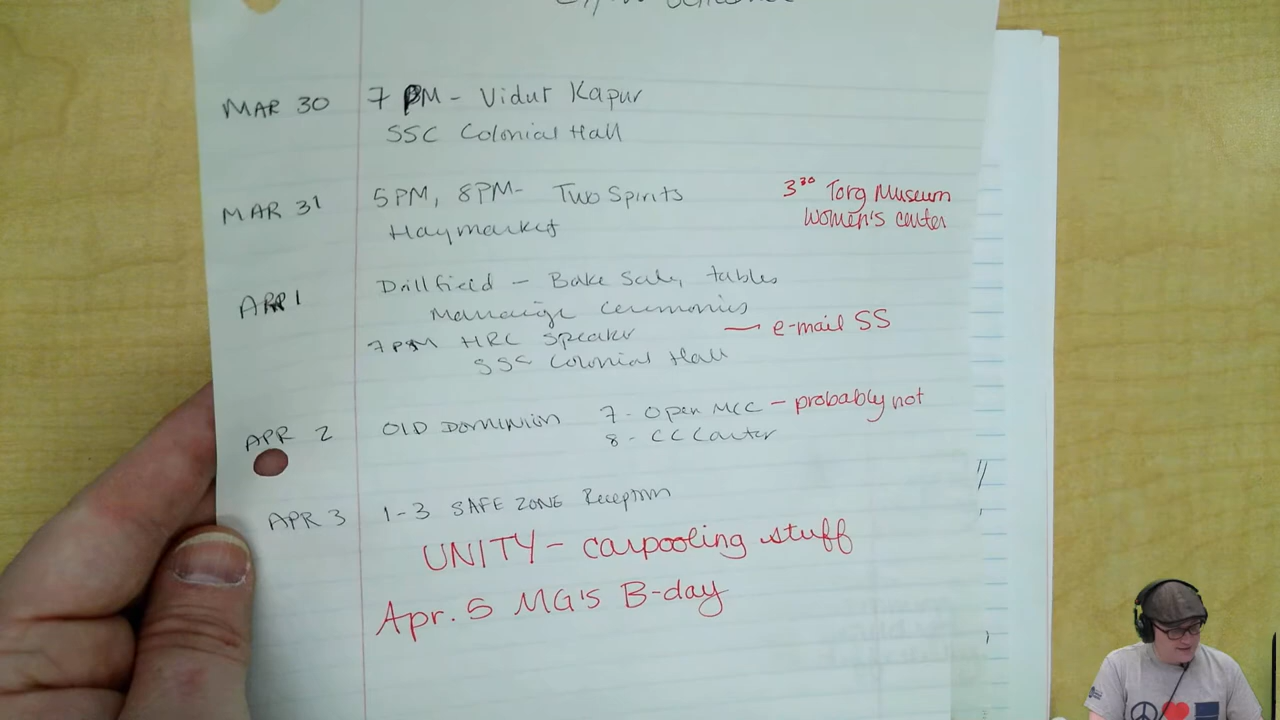 MAR 30 7 PM - Vidur Kapur
SSC Colonial Hall
MAR 31 5PM, 8PM - Two Spirits
Haymarket
3³⁰ Torg Museum
Women's center
APR 1 Drillfield - Bake Sale, tables
Marriage Ceremonies
7PM HRC Speaker
SSC Colonial Hall
— e-mail SS
APR 2 OLD DOMINION 7 - Open MCC - probably not
8 - CC Center
APR 3 1-3 SAFE ZONE Reception
UNITY - carpooling stuff
Apr. 5 MG's B-day